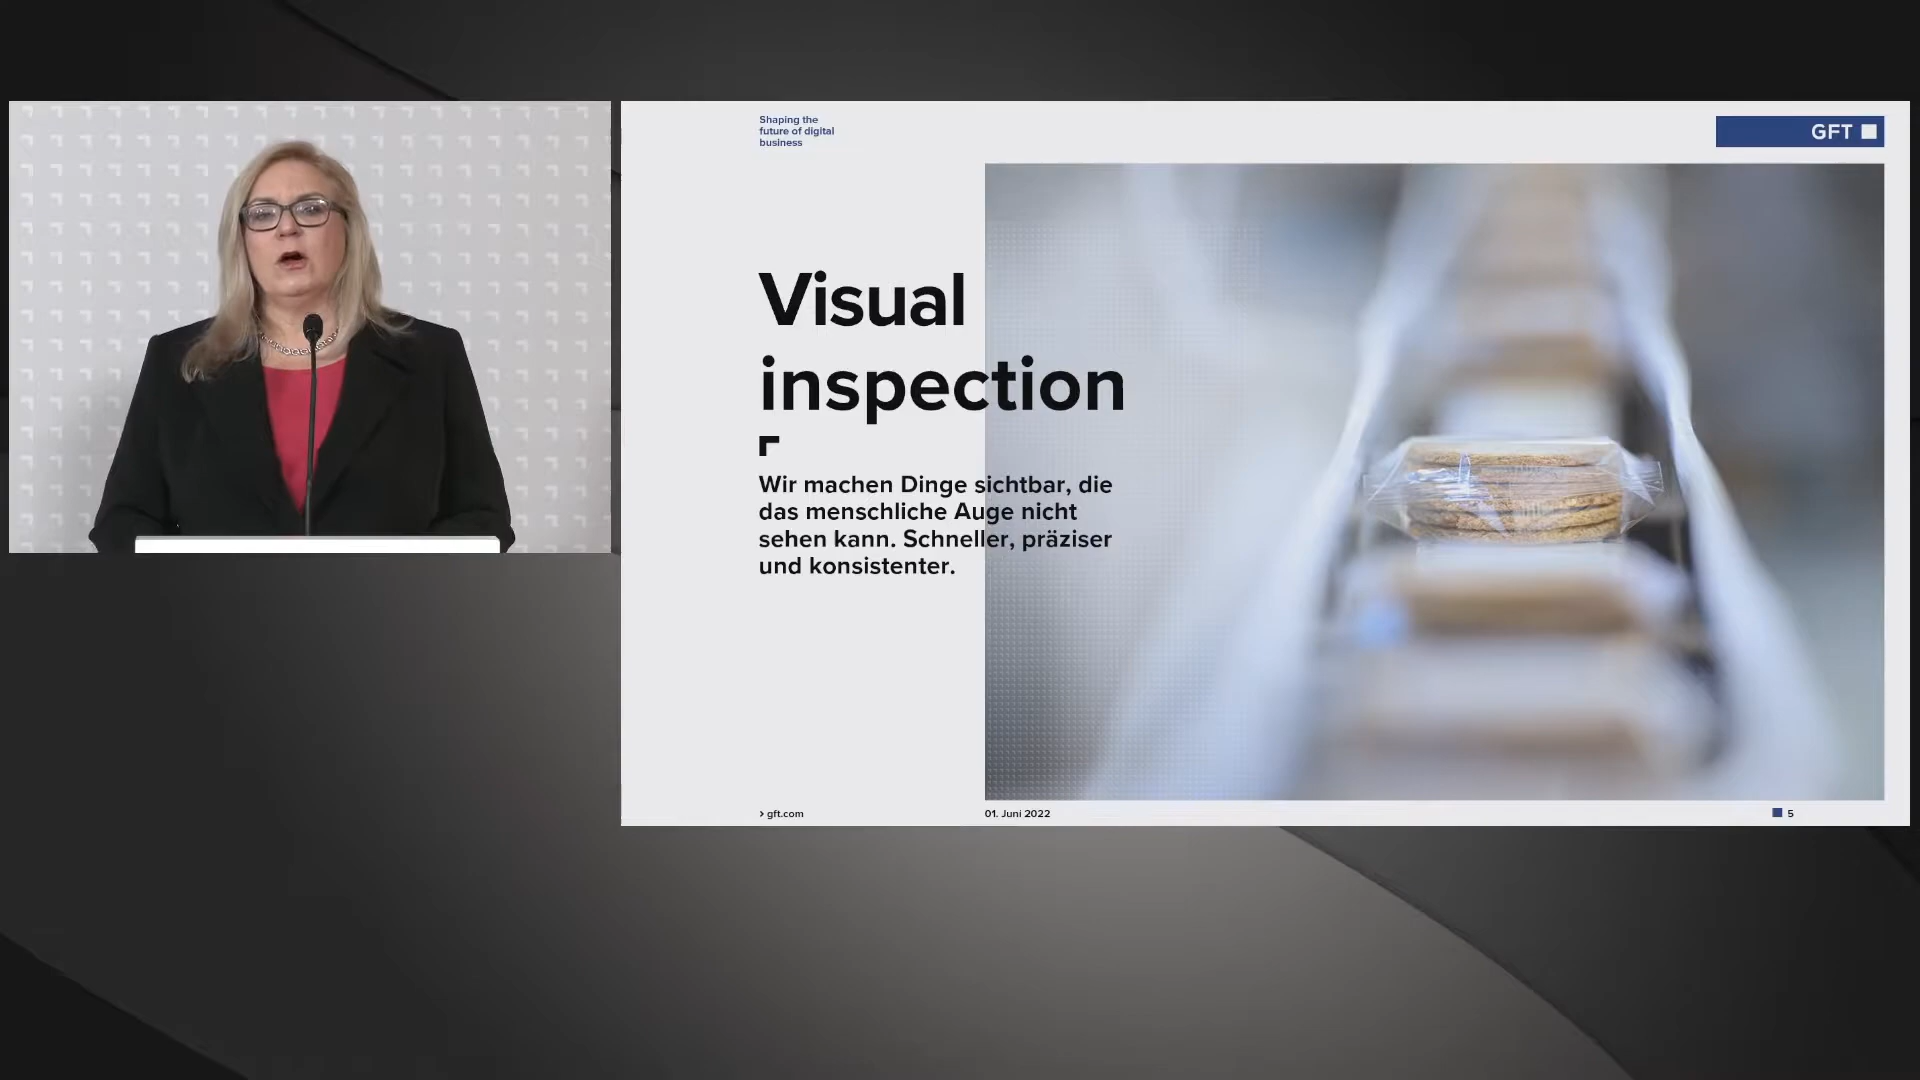 Shaping the
future of digital
business
GFT
Visual
inspection
Wir machen Dinge sichtbar, die
das menschliche Auge nicht
sehen kann. Schneller, präziser
und konsistenter.
› gft.com
01. Juni 2022
5